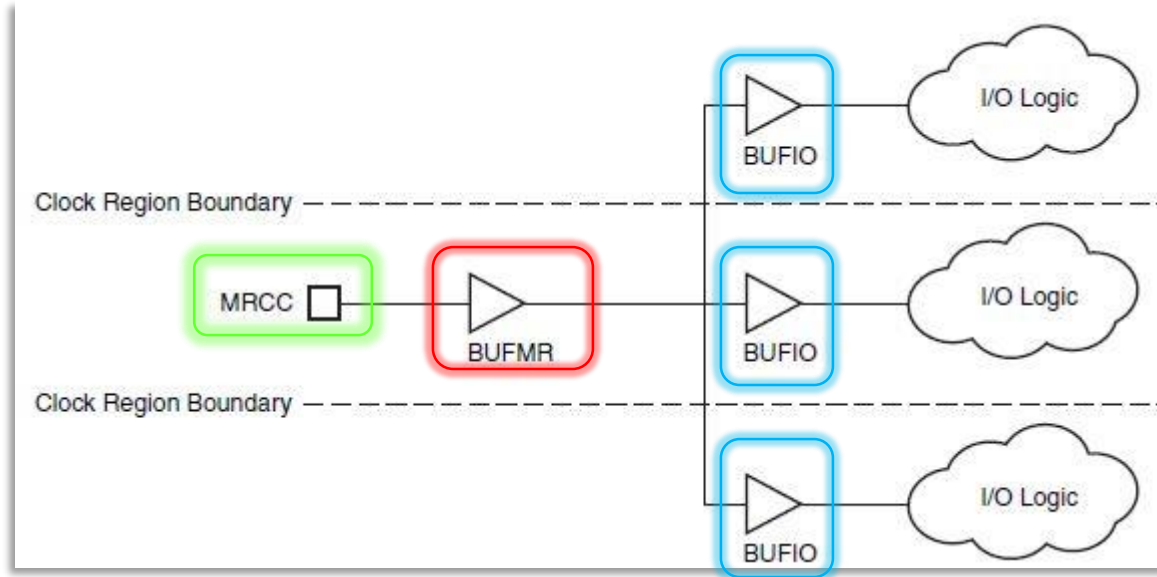 I/O Logic
BUFIO
Clock Region Boundary
MRCC
BUFMR
BUFIO
I/O Logic
Clock Region Boundary
BUFIO
I/O Logic